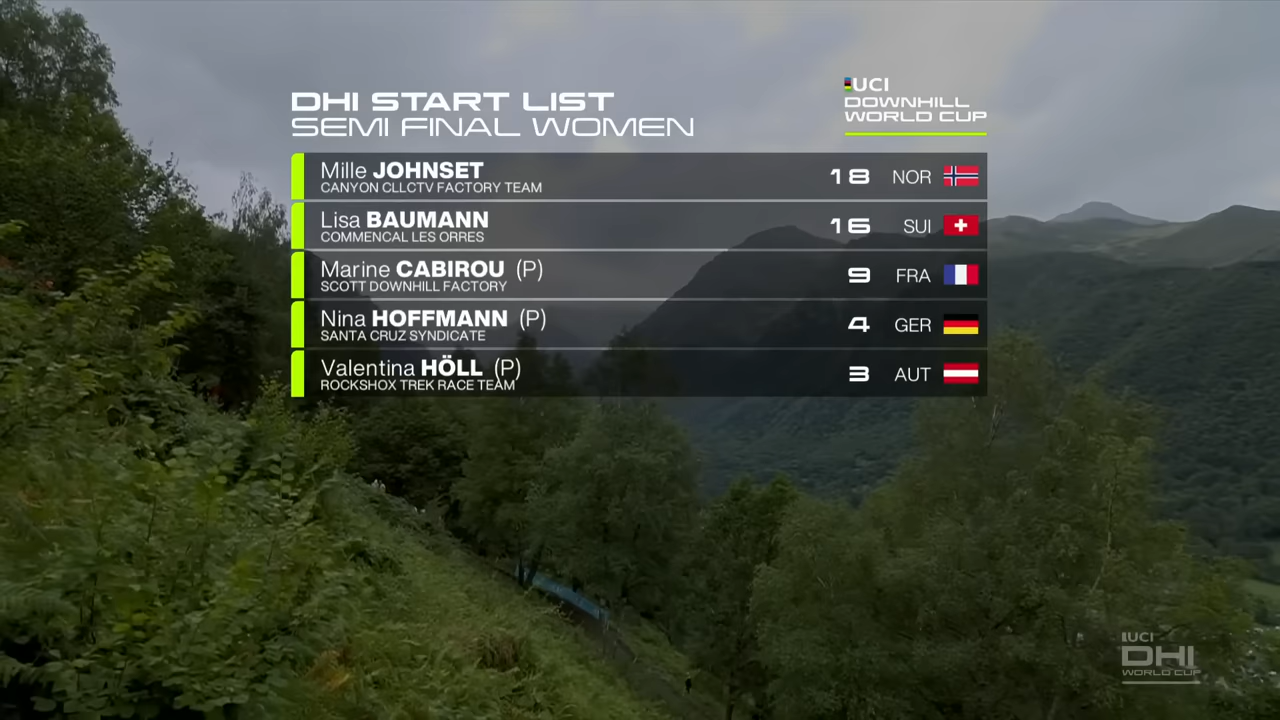 DHI START LIST
SEMI FINAL WOMEN
UCI
DOWNHILL
WORLD CUP
Mille JOHNSET 18 NOR
CANYON CLLCTV FACTORY TEAM
Lisa BAUMANN 16 SUI
COMMENCAL LES ORRES
Marine CABIROU (P) 9 FRA
SCOTT DOWNHILL FACTORY
Nina HOFFMANN (P) 4 GER
SANTA CRUZ SYNDICATE
Valentina HÖLL (P) 3 AUT
ROCKSHOX TREK RACE TEAM
UCI
DHI
WORLD CUP